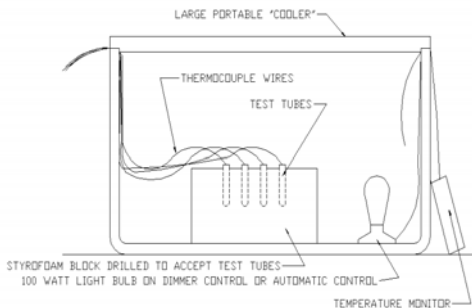 LARGE PORTABLE "COOLER"
THERMOCOUPLE WIRES
TEST TUBES
STYROFOAM BLOCK DRILLED TO ACCEPT TEST TUBES
100 WATT LIGHT BULB ON DIMMER CONTROL OR AUTOMATIC CONTROL
TEMPERATURE MONITOR